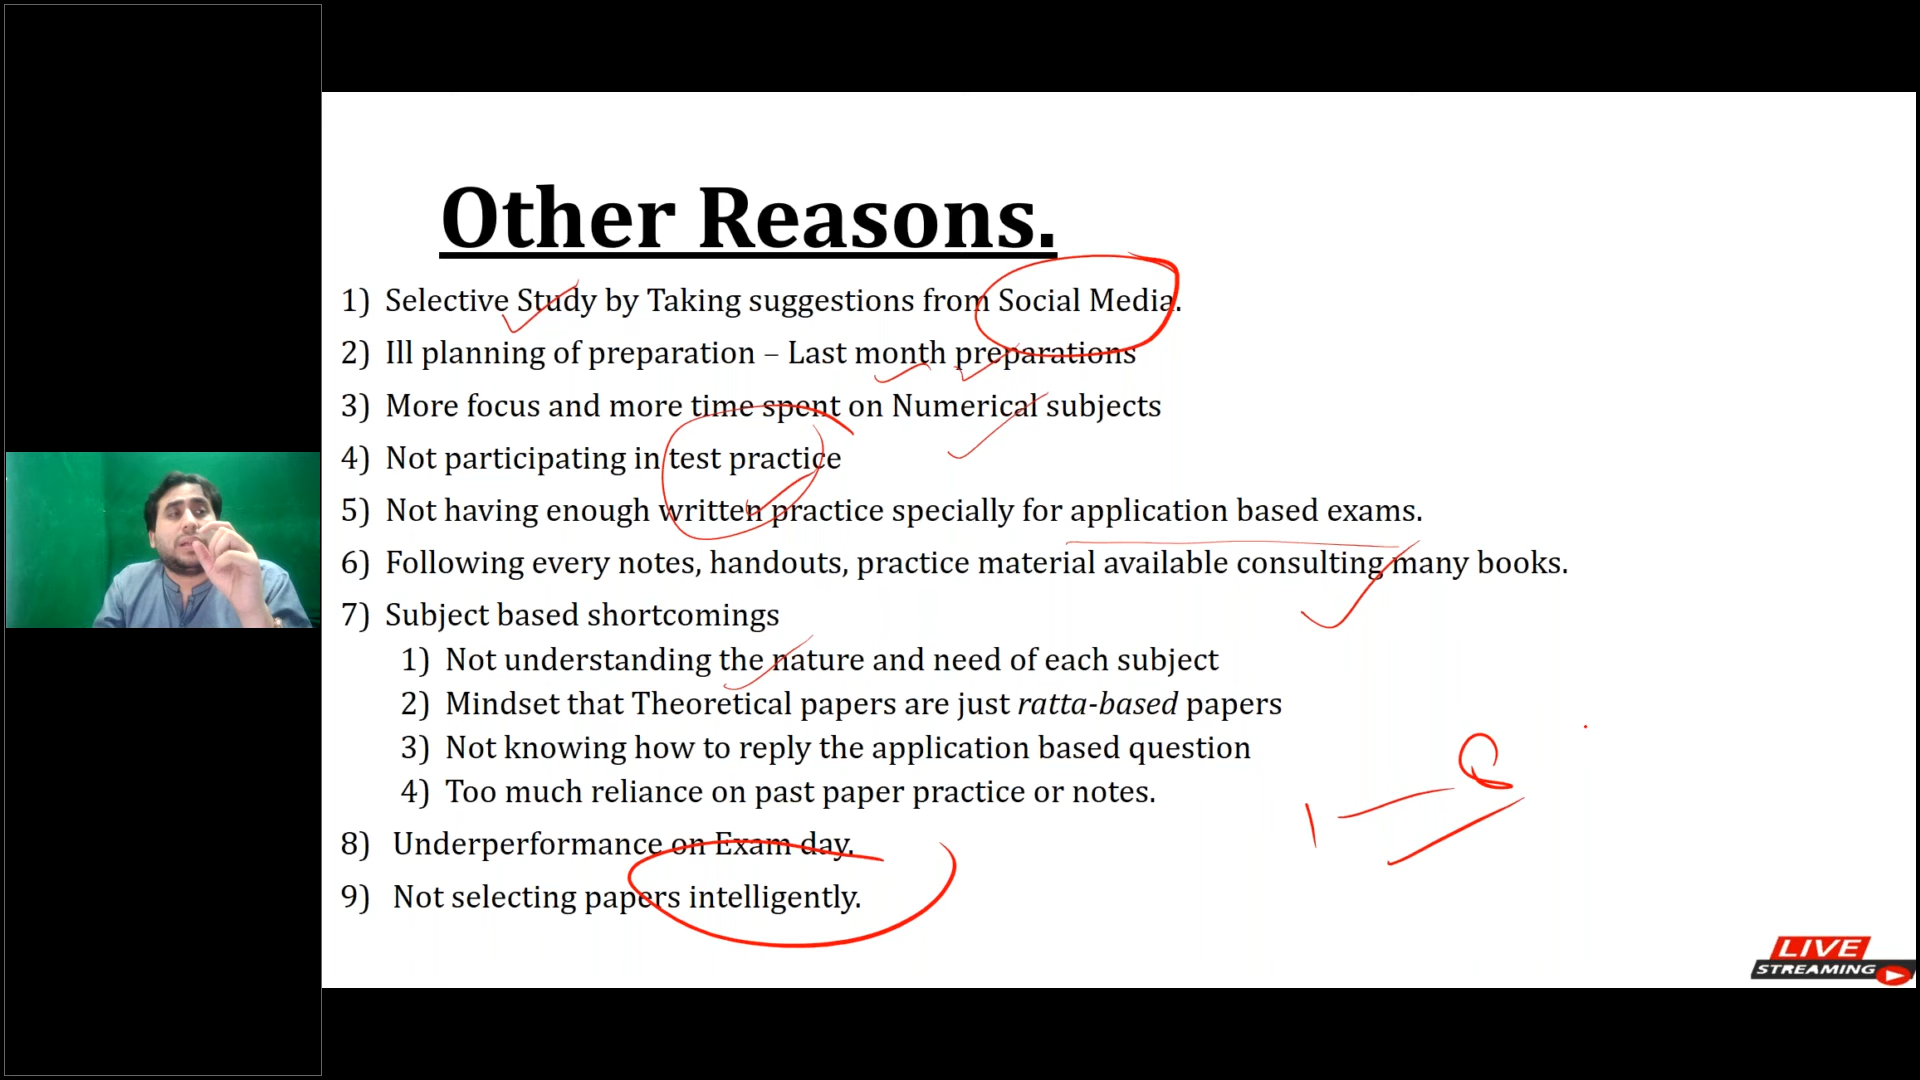 Other Reasons.
1) Selective Study by Taking suggestions from Social Media.
2) Ill planning of preparation – Last month preparations
3) More focus and more time spent on Numerical subjects
4) Not participating in test practice
5) Not having enough written practice specially for application based exams.
6) Following every notes, handouts, practice material available consulting many books.
7) Subject based shortcomings
1) Not understanding the nature and need of each subject
2) Mindset that Theoretical papers are just ratta-based papers
3) Not knowing how to reply the application based question
4) Too much reliance on past paper practice or notes.
8) Underperformance on Exam day.
9) Not selecting papers intelligently.
LIVE
STREAMING